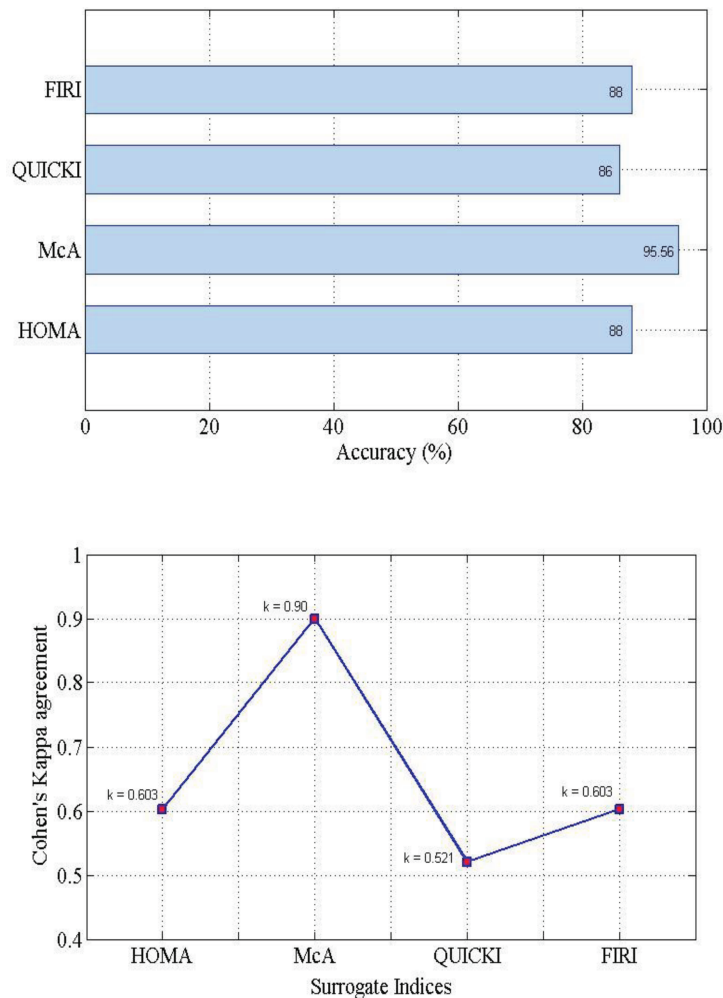 FIRI
88
QUICKI
86
McA
95.56
HOMA
88
0 20 40 60 80 100
Accuracy (%)
1
k = 0.90
0.9
Cohen's Kappa agreement
0.8
0.7
k = 0.603
k = 0.603
0.6
k = 0.521
0.5
0.4
HOMA McA QUICKI FIRI
Surrogate Indices